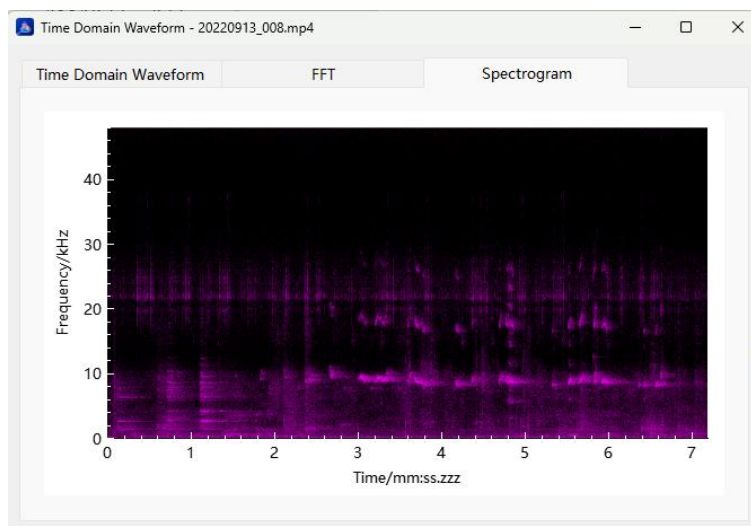 Time Domain Waveform - 20220913_008.mp4
Time Domain Waveform FFT Spectrogram
Frequency/kHz
40
30
20
10
0
0 1 2 3 4 5 6 7
Time/mm:ss.zzz